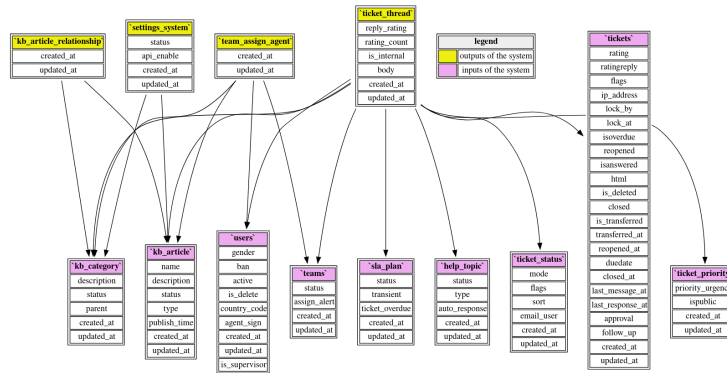 `kb_article_relationship`
created_at
updated_at
`settings_system`
status
api_enable
created_at
updated_at
`team_assign_agent`
created_at
updated_at
`ticket_thread`
reply_rating
rating_count
is_internal
body
created_at
updated_at
legend
outputs of the system
inputs of the system
`tickets`
rating
ratingreply
flags
ip_address
lock_by
lock_at
isoverdue
reopened
isanswered
html
is_deleted
closed
is_transferred
transferred_at
reopened_at
duedate
closed_at
last_message_at
last_response_at
approval
follow_up
created_at
updated_at
`kb_category`
description
status
parent
created_at
updated_at
`kb_article`
name
description
status
type
publish_time
created_at
updated_at
`users`
gender
ban
active
is_delete
country_code
agent_sign
created_at
updated_at
is_supervisor
`teams`
status
assign_alert
created_at
updated_at
`sla_plan`
status
transient
ticket_overdue
created_at
updated_at
`help_topic`
status
type
auto_response
created_at
updated_at
`ticket_status`
mode
flags
sort
email_user
created_at
updated_at
`ticket_priority
priority_urgency
ispublic
created_at
updated_at